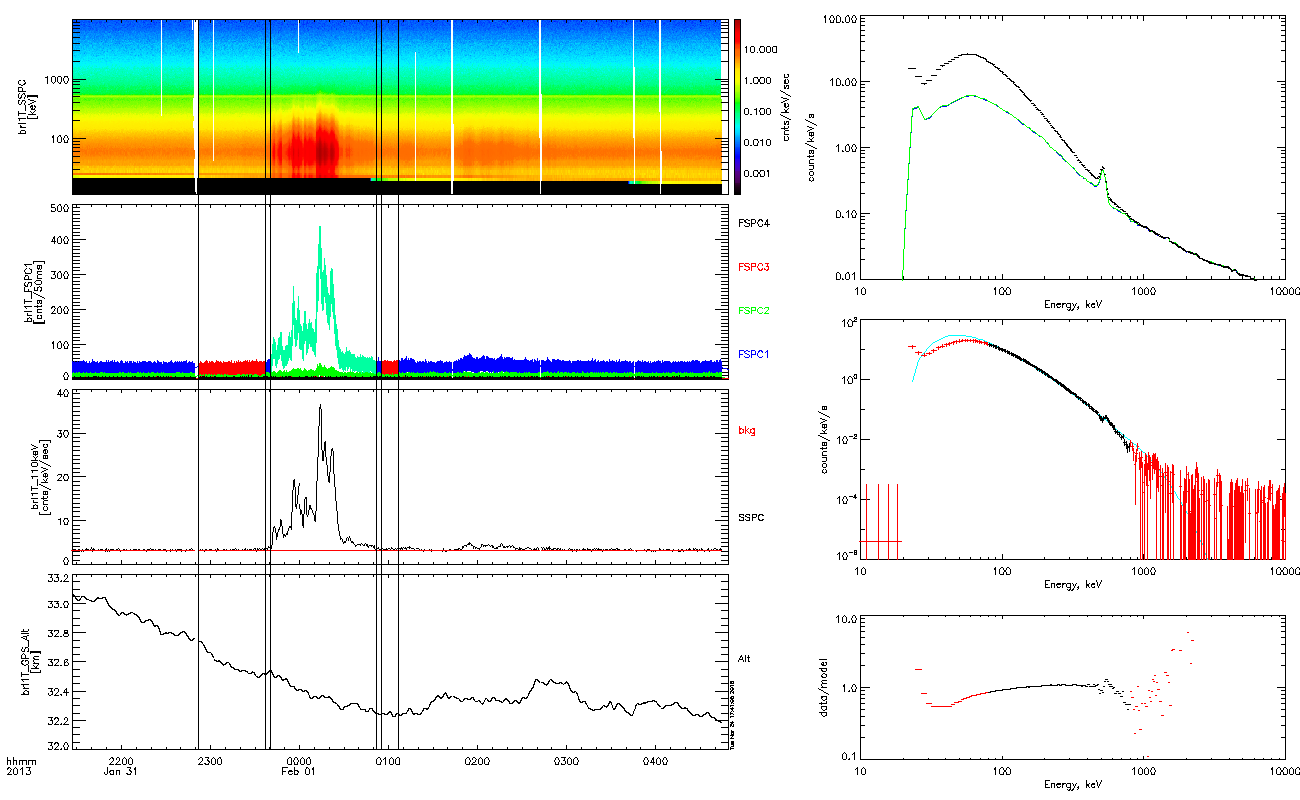 brl1T_SSPC
[keV]
1000
100
10.000
1.000
0.100
0.010
0.001
cnts/keV/sec
brl1T_FSPC1
[cnts/50ms]
500
400
300
200
100
0
FSPC4
FSPC3
FSPC2
FSPC1
brl1T_110keV
[cnts/keV/sec]
40
30
20
10
0
bkg
SSPC
brl1T_GPS_Alt
[km]
33.2
33.0
32.8
32.6
32.4
32.2
32.0
Alt
hhmm
2013
2200
2300
0000
0100
0200
0300
0400
Jan 31
Feb 01
counts/keV/s
100.00
10.00
1.00
0.10
0.01
10
100
1000
10000
Energy, keV
counts/keV/s
10²
10⁰
10⁻²
10⁻⁴
10⁻⁶
10
100
1000
10000
Energy, keV
data/model
10.0
1.0
0.1
10
100
1000
10000
Energy, keV